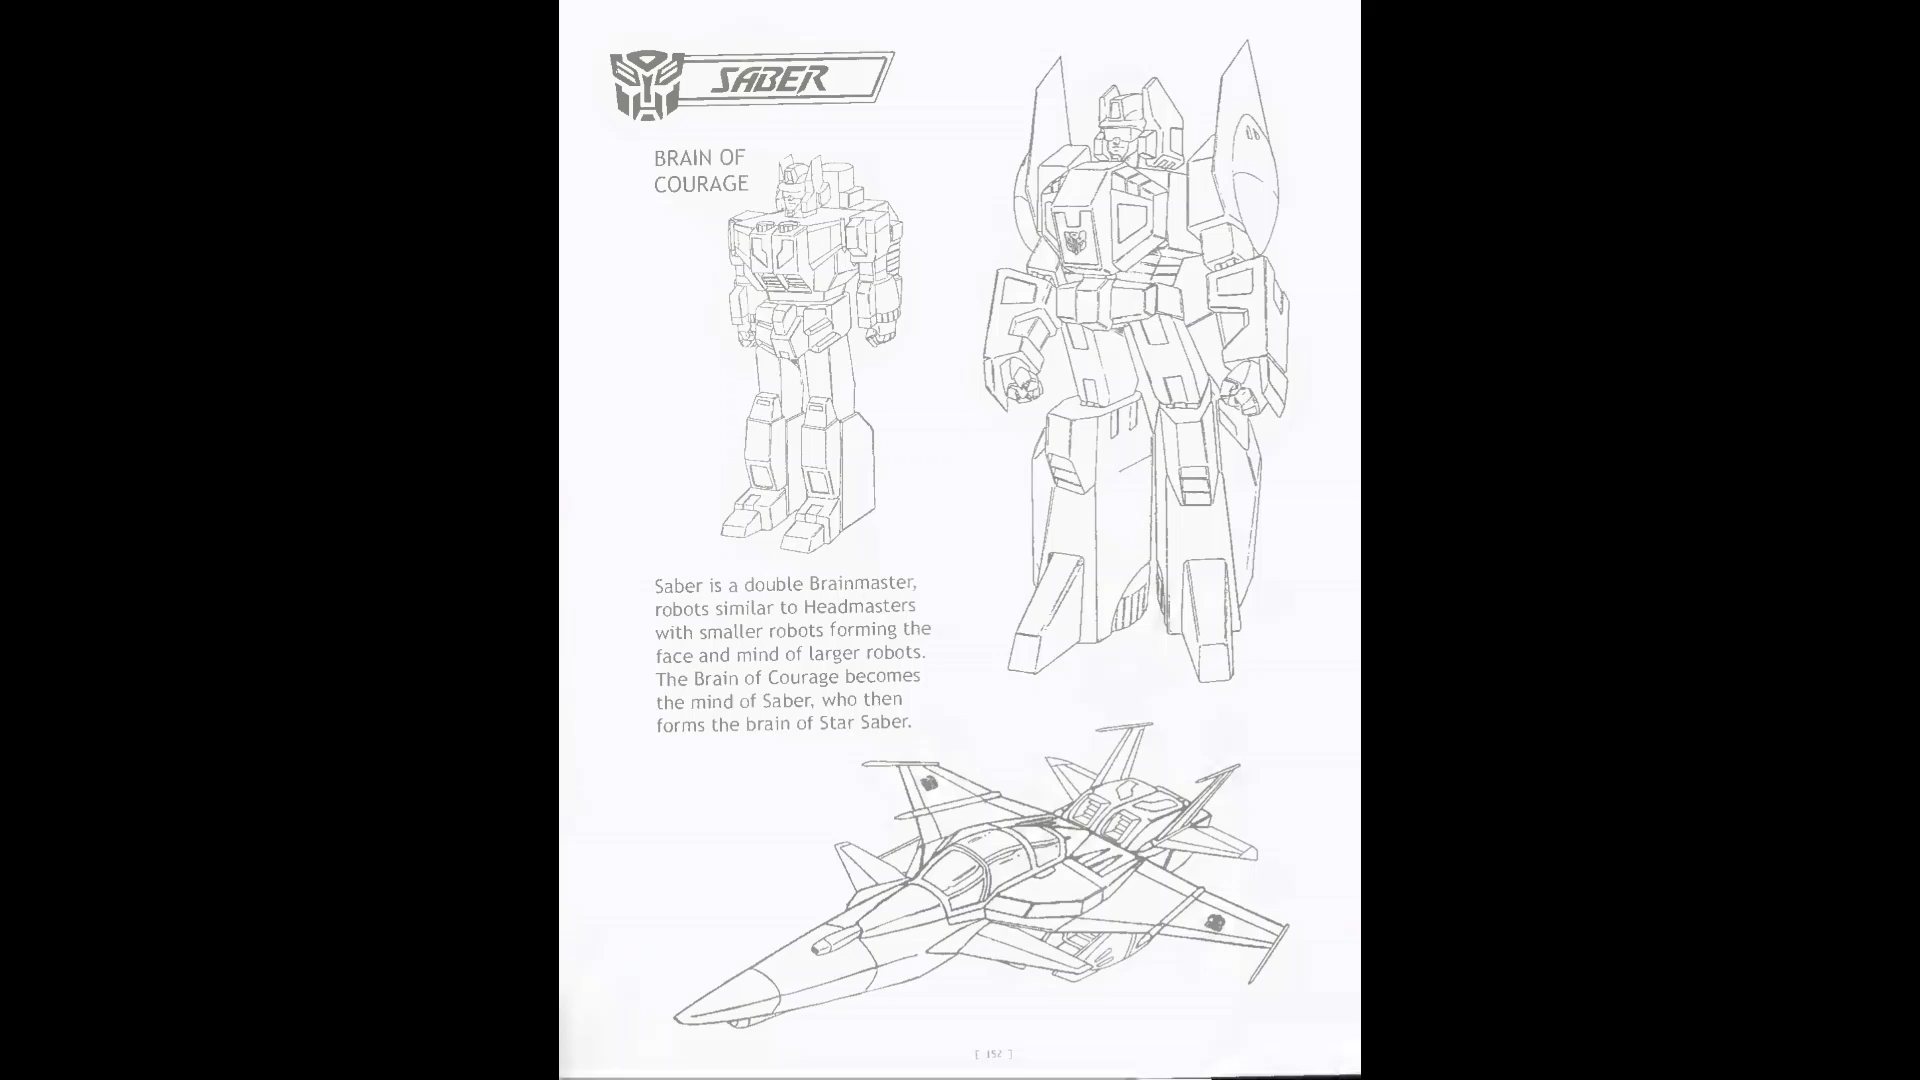 SABER
BRAIN OF
COURAGE
Saber is a double Brainmaster,
robots similar to Headmasters
with smaller robots forming the
face and mind of larger robots.
The Brain of Courage becomes
the mind of Saber, who then
forms the brain of Star Saber.
[ 152 ]